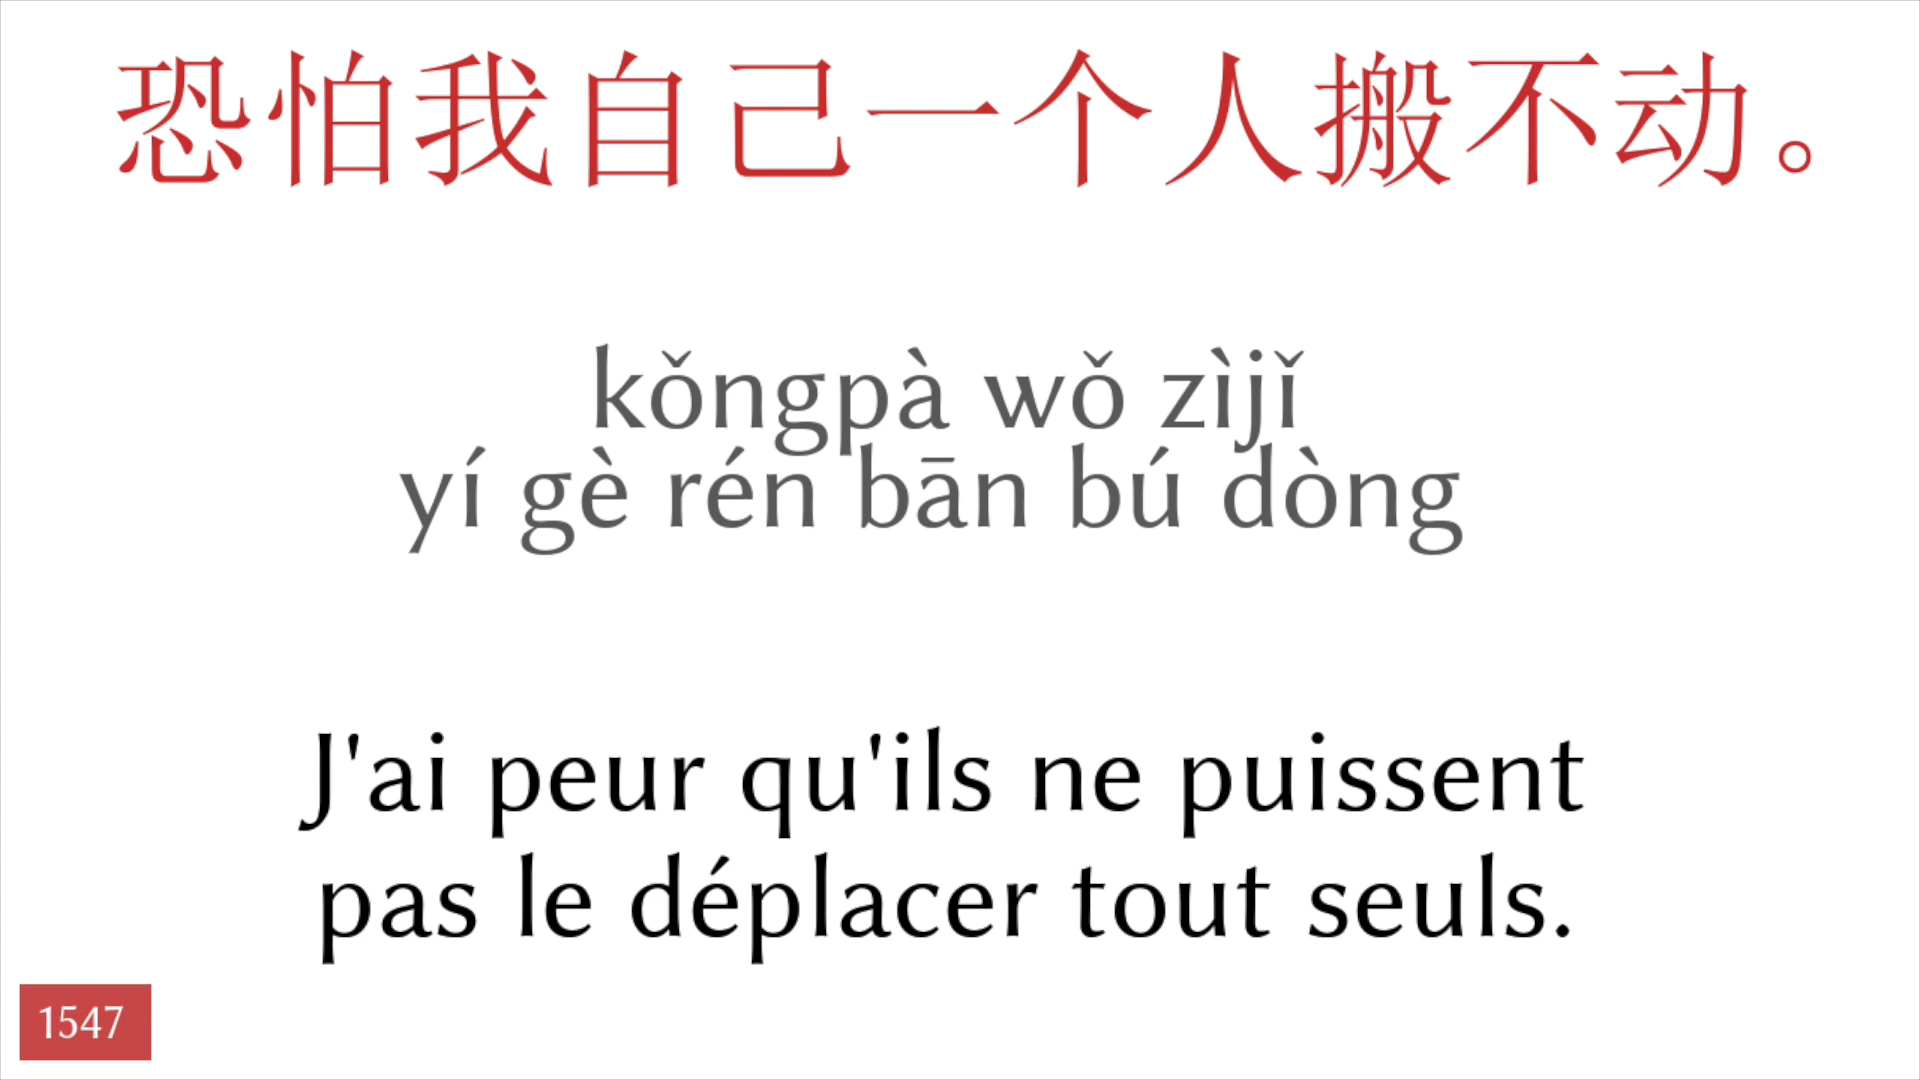 恐怕我自己一个人搬不动。
kǒngpà wǒ zìjǐ
yí gè rén bān bú dòng
J'ai peur qu'ils ne puissent
pas le déplacer tout seuls.
1547